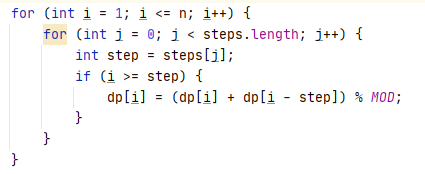 for (int i = 1; i <= n; i++) {
    for (int j = 0; j < steps.length; j++) {
        int step = steps[j];
        if (i >= step) {
            dp[i] = (dp[i] + dp[i - step]) % MOD;
        }
    }
}